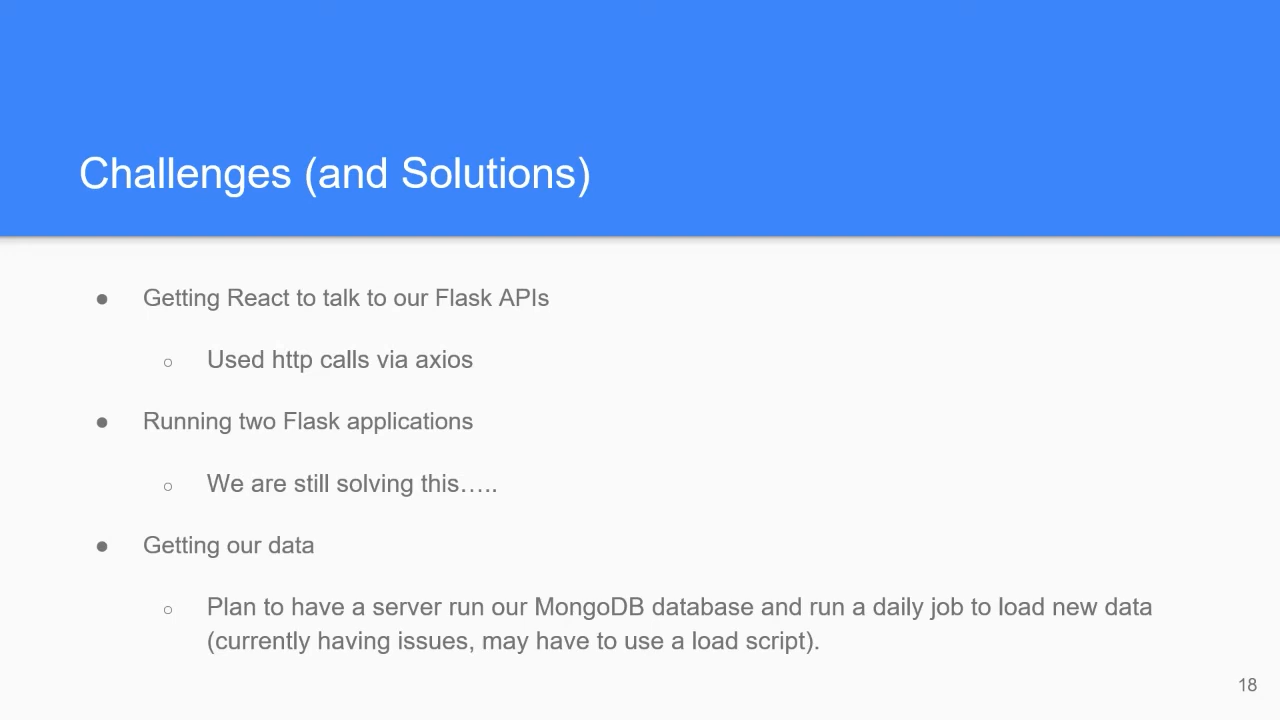 Challenges (and Solutions)
● Getting React to talk to our Flask APIs
○ Used http calls via axios
● Running two Flask applications
○ We are still solving this…..
● Getting our data
○ Plan to have a server run our MongoDB database and run a daily job to load new data
(currently having issues, may have to use a load script).
18